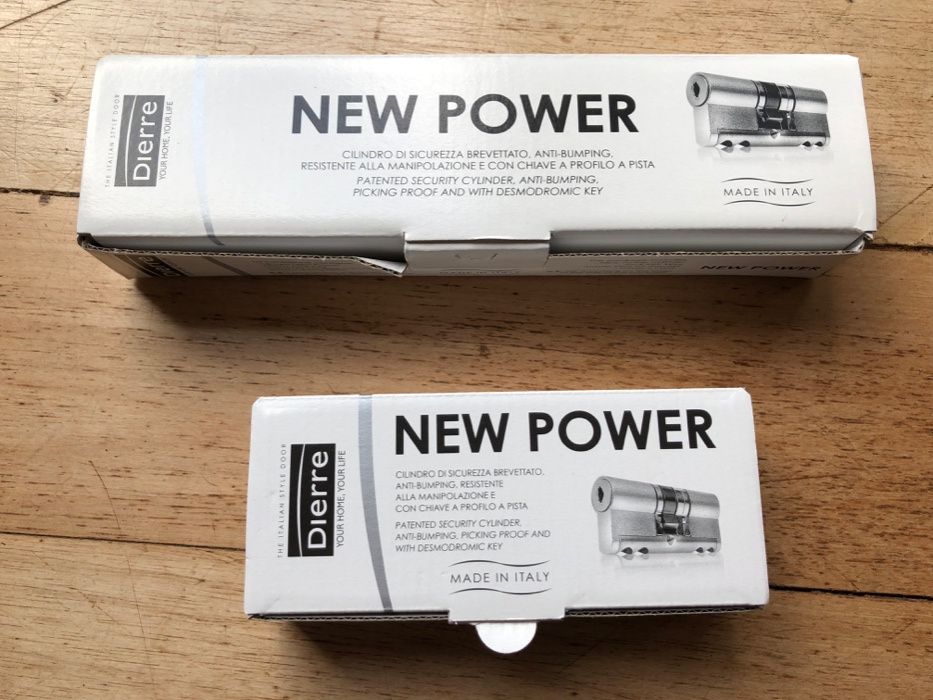 THE ITALIAN STYLE DOOR
Dierre
YOUR HOME, YOUR LIFE
NEW POWER
CILINDRO DI SICUREZZA BREVETTATO, ANTI-BUMPING,
RESISTENTE ALLA MANIPOLAZIONE E CON CHIAVE A PROFILO A PISTA
PATENTED SECURITY CYLINDER, ANTI-BUMPING,
PICKING PROOF AND WITH DESMODROMIC KEY
MADE IN ITALY
NEW POWER
THE ITALIAN STYLE DOOR
Dierre
YOUR HOME, YOUR LIFE
NEW POWER
CILINDRO DI SICUREZZA BREVETTATO,
ANTI-BUMPING, RESISTENTE
ALLA MANIPOLAZIONE E
CON CHIAVE A PROFILO A PISTA
PATENTED SECURITY CYLINDER,
ANTI-BUMPING, PICKING PROOF AND
WITH DESMODROMIC KEY
MADE IN ITALY